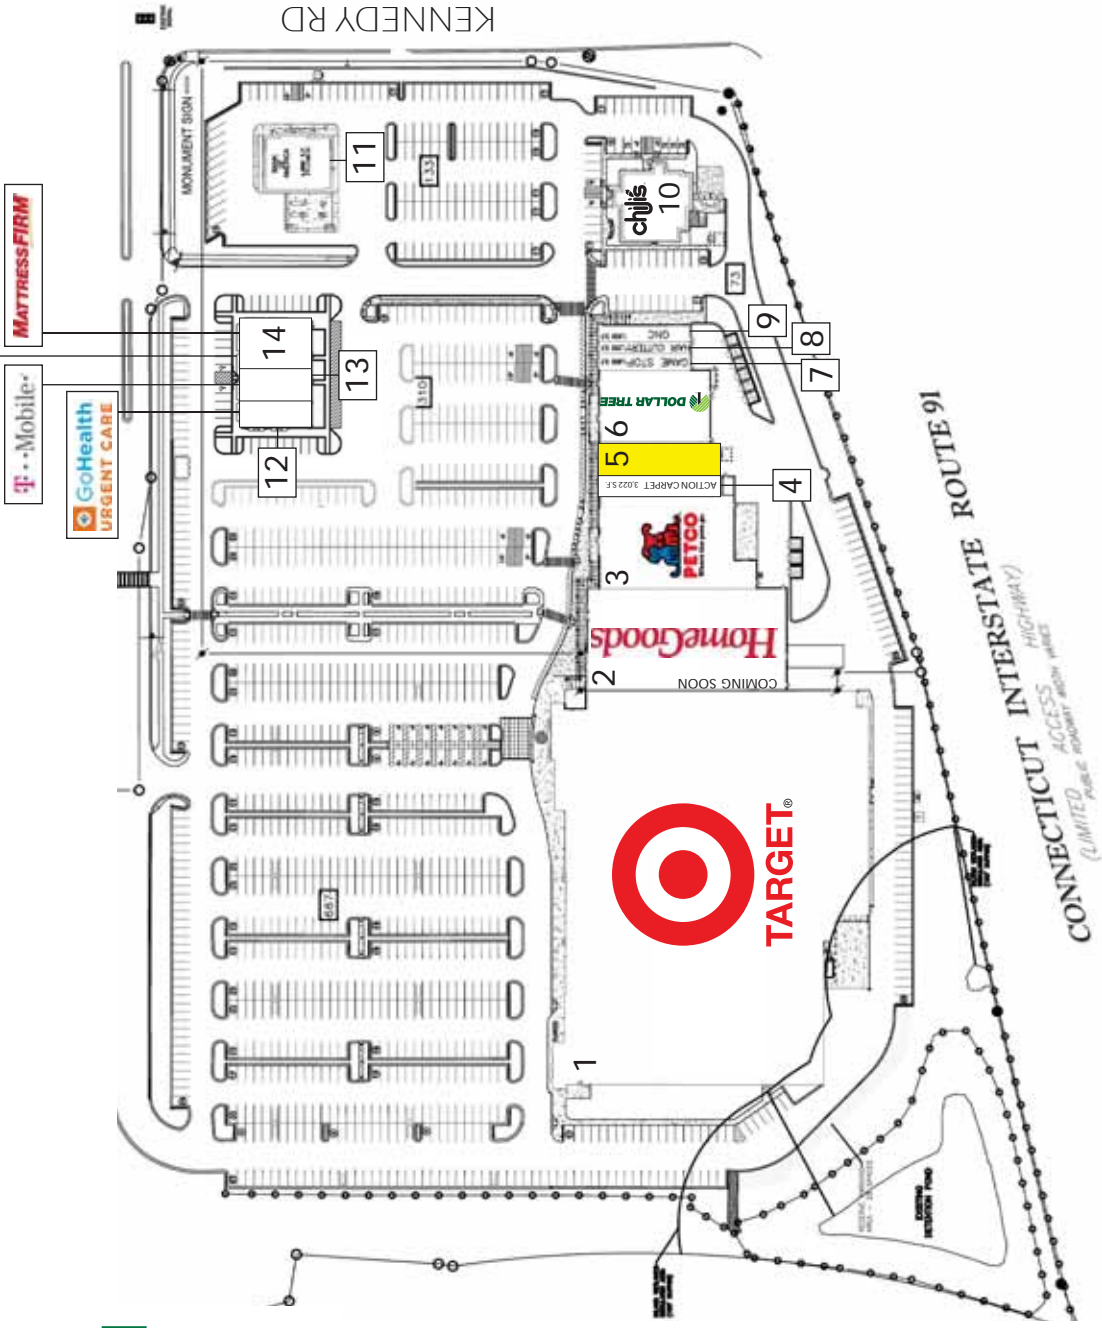 KENNEDY RD
MONUMENT SIGN
MATTRESSFIRM
T··Mobile·
GoHealth
URGENT CARE
11
133
chili's
10
73
14
13
12
310
GNC
9
HAIR CUTTERY
8
GAME STOP
7
DOLLAR TREE
6
5
ACTION CARPET 3,022 S.F.
4
PETCO
3
HomeGoods
2
COMING SOON
687
TARGET®
1
CONNECTICUT INTERSTATE ROUTE 91
(LIMITED ACCESS HIGHWAY)
EXISTING
DETENTION POND